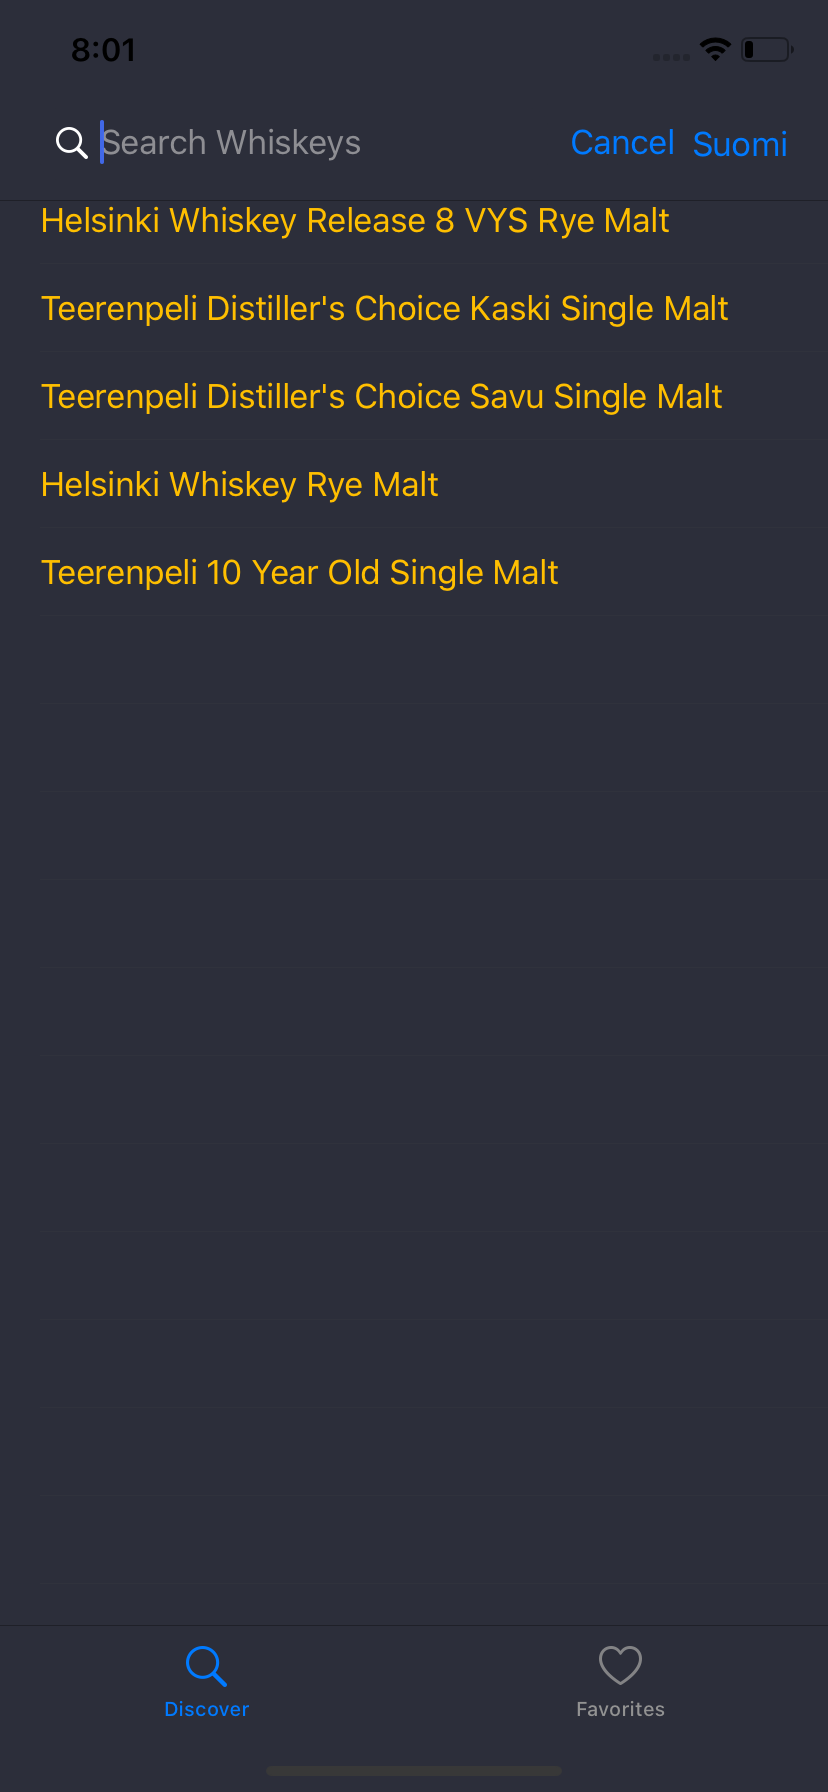 8:01
Search Whiskeys Cancel Suomi
Helsinki Whiskey Release 8 VYS Rye Malt
Teerenpeli Distiller's Choice Kaski Single Malt
Teerenpeli Distiller's Choice Savu Single Malt
Helsinki Whiskey Rye Malt
Teerenpeli 10 Year Old Single Malt
Discover Favorites